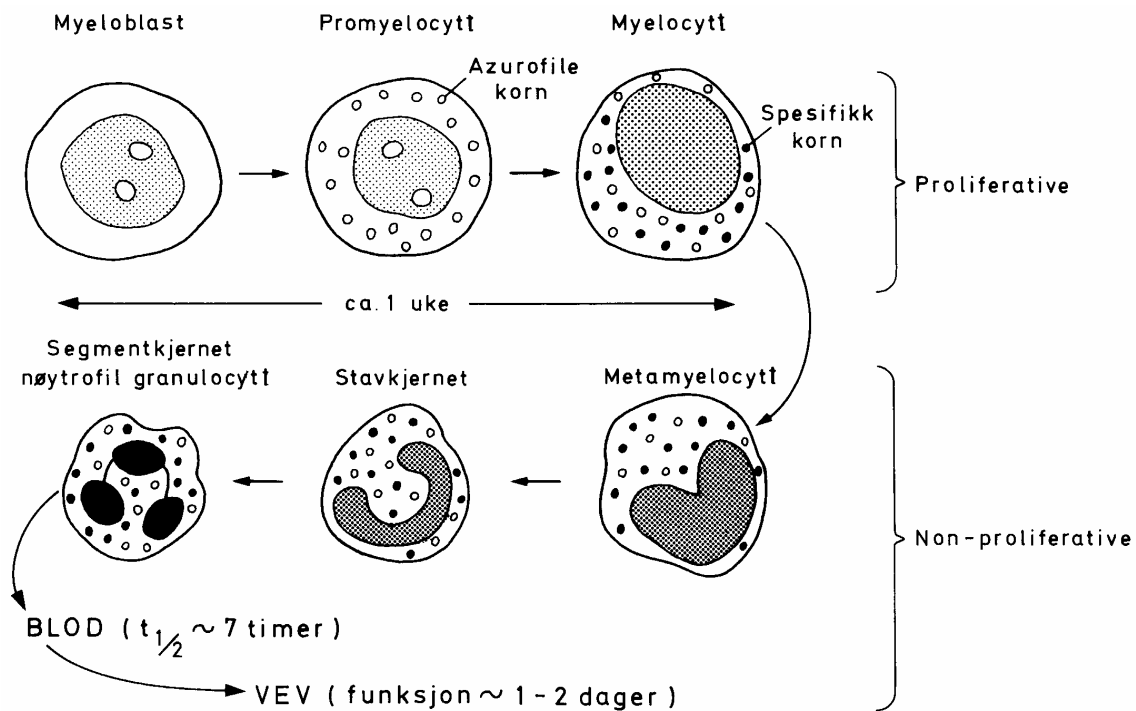 Myeloblast
Promyelocytt
Myelocytt
Azurofile
korn
Spesifikk
korn
Proliferative
ca. 1 uke
Segmentkjernet
nøytrofil granulocytt
Stavkjernet
Metamyelocytt
Non-proliferative
BLOD ( t1/2 ~ 7 timer )
VEV ( funksjon ~ 1-2 dager )